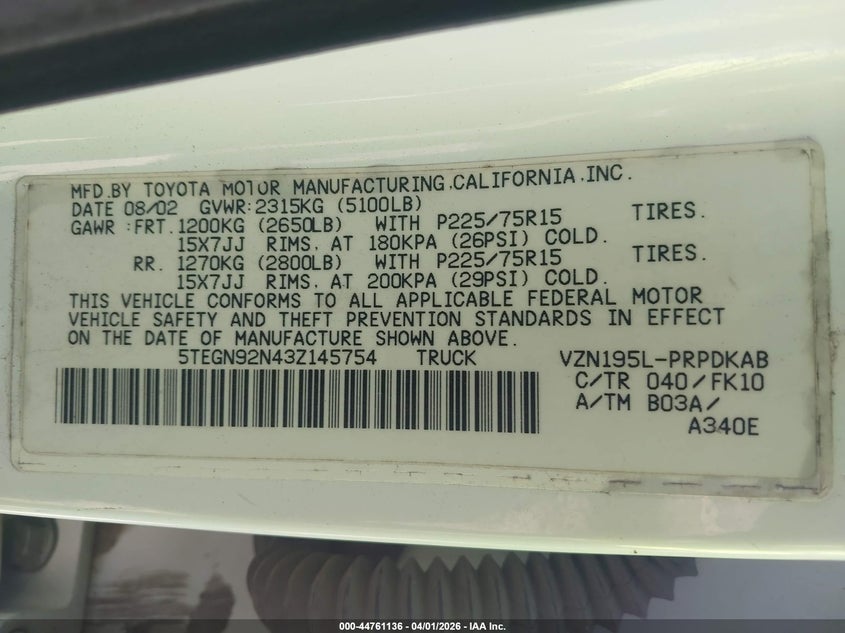 MFD.BY TOYOTA MOTOR MANUFACTURING,CALIFORNIA,INC.
DATE 08/02 GVWR:2315KG (5100LB)
GAWR :FRT. 1200KG (2650LB) WITH P225/75R15 TIRES.
15X7JJ RIMS, AT 180KPA (26PSI) COLD.
RR. 1270KG (2800LB) WITH P225/75R15 TIRES.
15X7JJ RIMS, AT 200KPA (29PSI) COLD.
THIS VEHICLE CONFORMS TO ALL APPLICABLE FEDERAL MOTOR
VEHICLE SAFETY AND THEFT PREVENTION STANDARDS IN EFFECT
ON THE DATE OF MANUFACTURE SHOWN ABOVE.
5TEGN92N43Z145754 TRUCK VZN195L-PRPDKAB
C/TR 040/FK10
A/TM B03A/
A340E
000-44761136 - 04/01/2026 - IAA Inc.